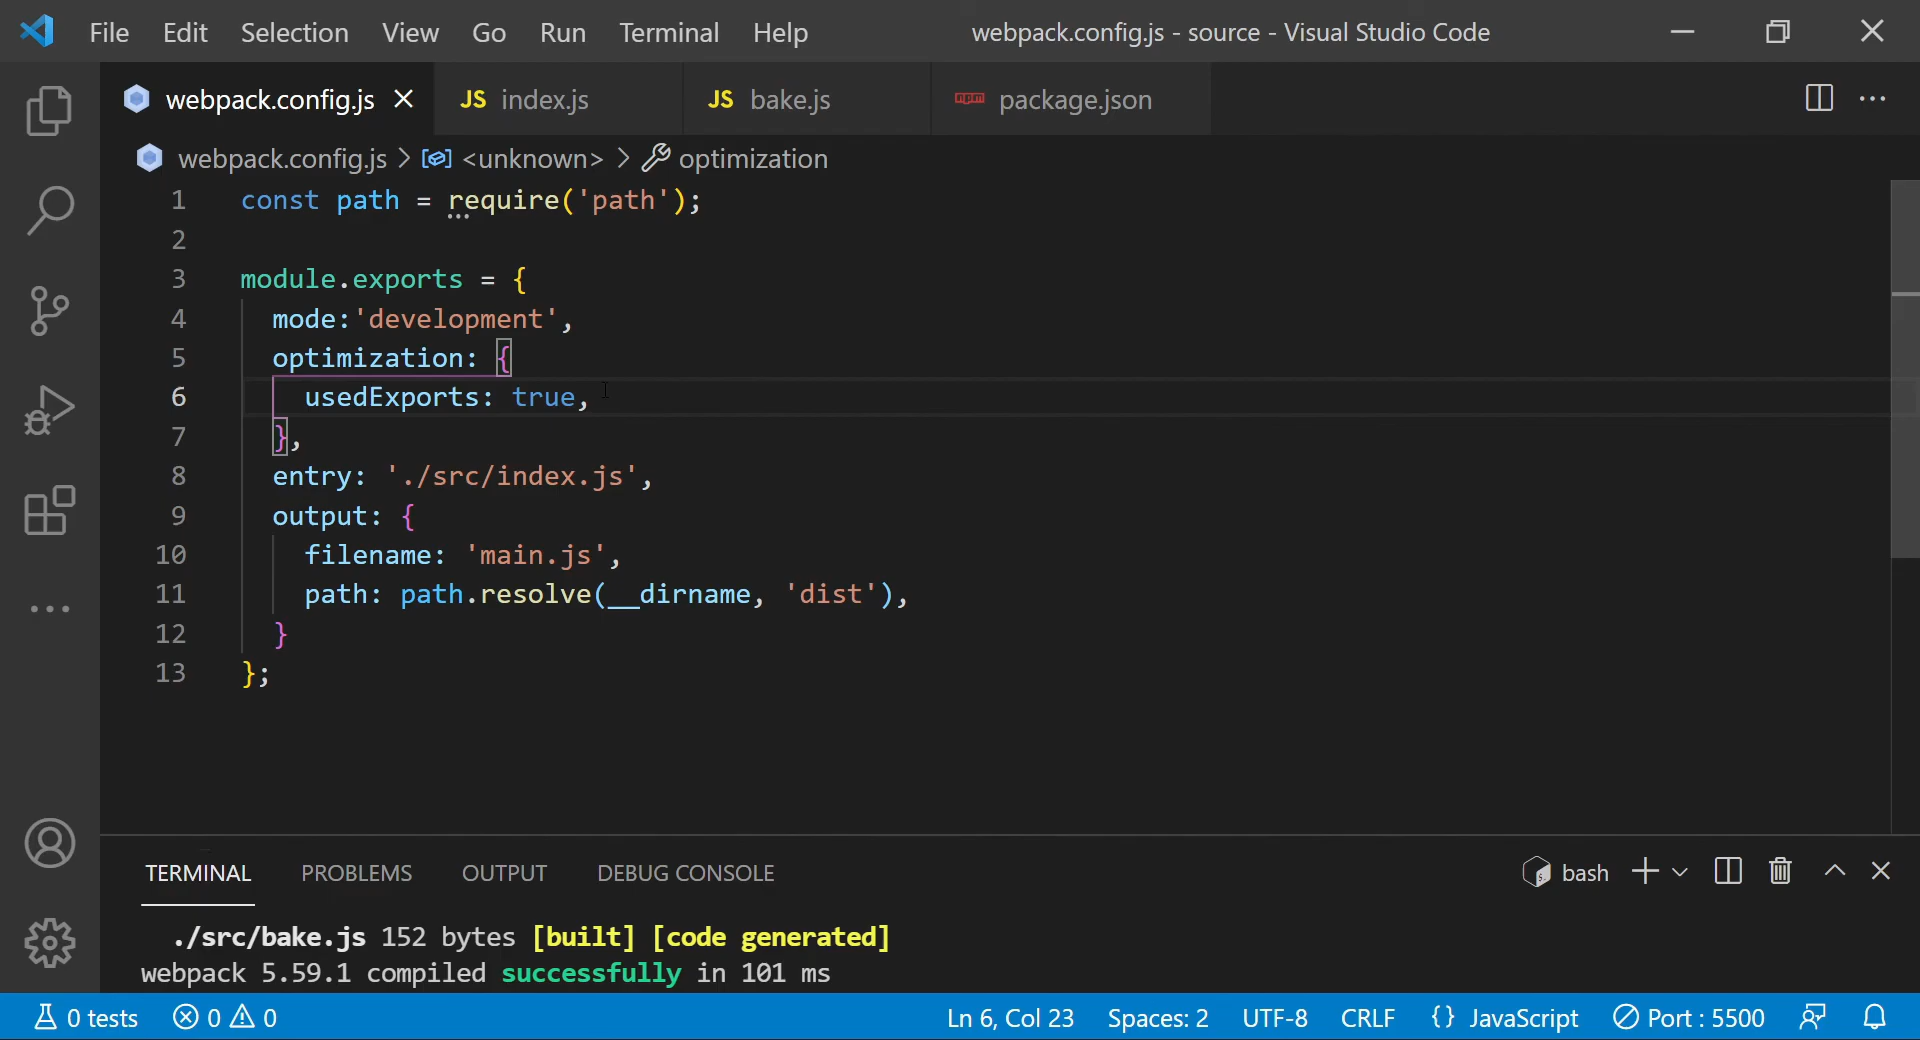 File Edit Selection View Go Run Terminal Help webpack.config.js - source - Visual Studio Code
webpack.config.js JS index.js JS bake.js npm package.json
webpack.config.js > <unknown> > optimization
1 const path = require('path');
2
3 module.exports = {
4 mode:'development',
5 optimization: {
6 usedExports: true,
7 },
8 entry: './src/index.js',
9 output: {
10 filename: 'main.js',
11 path: path.resolve(__dirname, 'dist'),
12 }
13 };
TERMINAL PROBLEMS OUTPUT DEBUG CONSOLE bash
./src/bake.js 152 bytes [built] [code generated]
webpack 5.59.1 compiled successfully in 101 ms
0 tests 0 0 Ln 6, Col 23 Spaces: 2 UTF-8 CRLF {} JavaScript Port : 5500